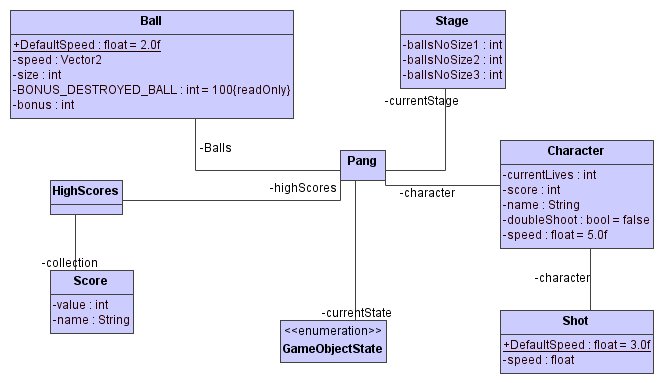 Ball
+DefaultSpeed : float = 2.0f
-speed : Vector2
-size : int
-BONUS_DESTROYED_BALL : int = 100{readOnly}
-bonus : int
Stage
-ballsNoSize1 : int
-ballsNoSize2 : int
-ballsNoSize3 : int
-currentStage
-Balls
Pang
Character
-currentLives : int
-score : int
-name : String
-doubleShoot : bool = false
-speed : float = 5.0f
HighScores
-highScores
-character
-collection
-character
Score
-value : int
-name : String
-currentState
<<enumeration>>
GameObjectState
Shot
+DefaultSpeed : float = 3.0f
-speed : float